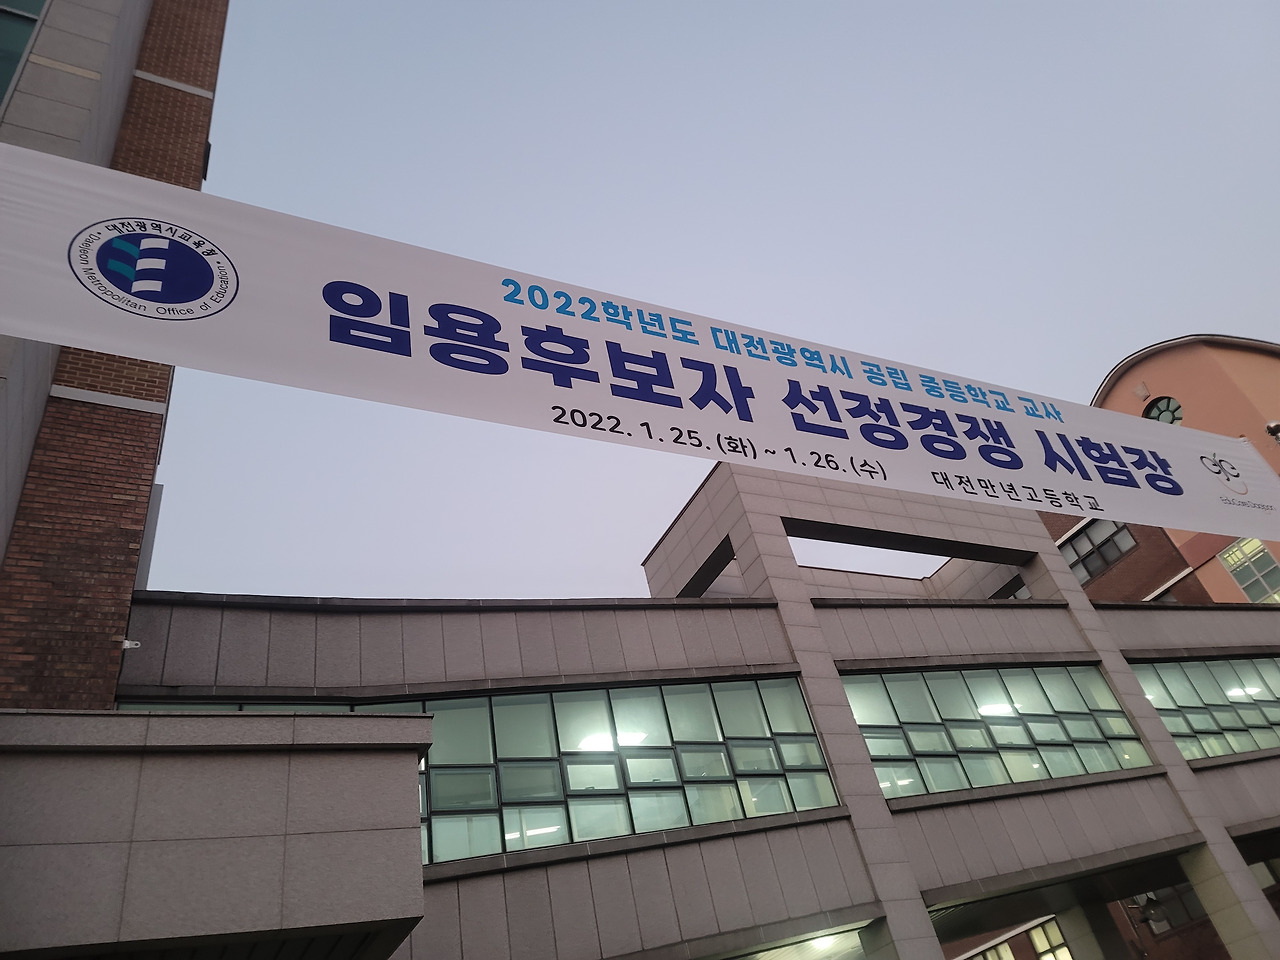 대전광역시교육청
Daejeon Metropolitan Office of Education
2022학년도 대전광역시 공립 중등학교 교사
임용후보자 선정경쟁 시험장
2022. 1. 25.(화) ~ 1. 26.(수) 대전만년고등학교